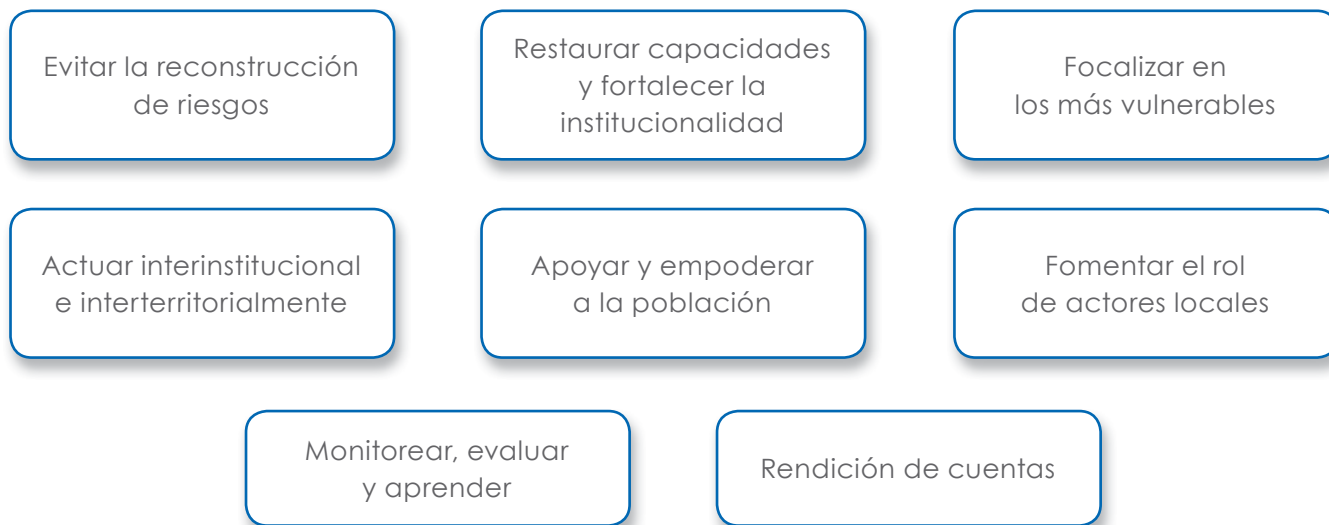 Evitar la reconstrucción
de riesgos
Restaurar capacidades
y fortalecer la
institucionalidad
Focalizar en
los más vulnerables
Actuar interinstitucional
e interterritorialmente
Apoyar y empoderar
a la población
Fomentar el rol
de actores locales
Monitorear, evaluar
y aprender
Rendición de cuentas